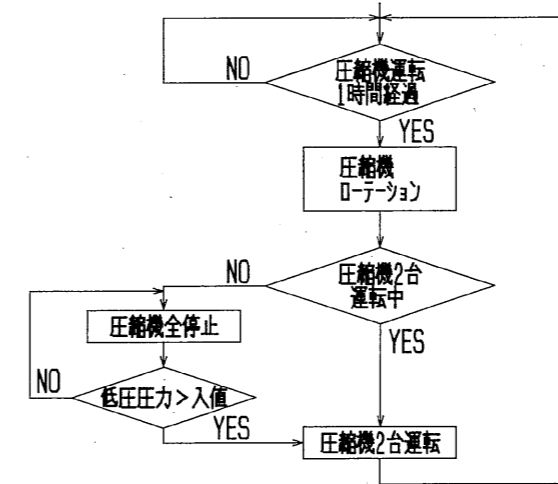 NO
圧縮機運転
1時間経過
YES
圧縮機
ローテーション
NO
圧縮機2台
運転中
圧縮機全停止
YES
NO
低圧圧力>入値
YES
圧縮機2台運転